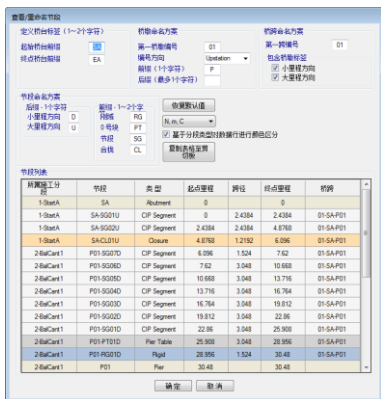 查看/重命名节段
定义桥台标签（1～2个字符）
起始桥台前缀 SA
终点桥台前缀 EA
桥墩命名方案
第一桥墩编号 01
编号方向 Upstation
前缀（1个字符） P
后缀（最多1个字符）
桥跨命名方案
第一跨编号 01
包含桥墩标签
小里程方向
大里程方向
节段命名方案
后缀-1个字符
小里程方向 D
大里程方向 U
前缀-1～2个字
RG
0号块 PT
节段 SG
合拢 CL
恢复默认值
N, m, C
基于分段类型对数据行进行颜色区分
复制表格至剪切板
节段列表
所属施工分段 节段 类型 起点里程 跨径 终点里程 桥跨
1-StartA SA Abutment 0 0
1-StartA SA-SG01U CIP Segment 0 2.4384 2.4384 01-SA-P01
1-StartA SA-SG02U CIP Segment 2.4384 2.4384 4.8768 01-SA-P01
1-StartA SA-CL01U Closure 4.8768 1.2192 6.096 01-SA-P01
2-BalCant1 P01-SG07D CIP Segment 6.096 1.524 7.62 01-SA-P01
2-BalCant1 P01-SG06D CIP Segment 7.62 3.048 10.668 01-SA-P01
2-BalCant1 P01-SG05D CIP Segment 10.668 3.048 13.716 01-SA-P01
2-BalCant1 P01-SG04D CIP Segment 13.716 3.048 16.764 01-SA-P01
2-BalCant1 P01-SG03D CIP Segment 16.764 3.048 19.812 01-SA-P01
2-BalCant1 P01-SG02D CIP Segment 19.812 3.048 22.86 01-SA-P01
2-BalCant1 P01-SG01D CIP Segment 22.86 3.048 25.908 01-SA-P01
2-BalCant1 P01-PT01D Pier Table 25.908 3.048 28.956 01-SA-P01
2-BalCant1 P01-RG01D Rigid 28.956 1.524 30.48 01-SA-P01
2-BalCant1 P01 Pier 30.48 30.48
确定 取消